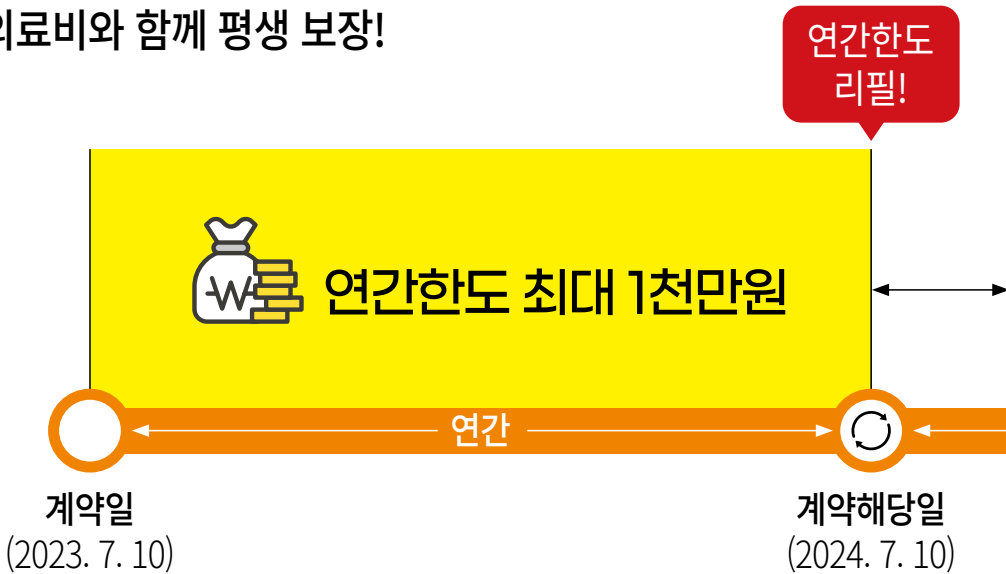 의료비와 함께 평생 보장!
연간한도
리필!
연간한도 최대 1천만원
연간
계약일
(2023. 7. 10)
계약해당일
(2024. 7. 10)